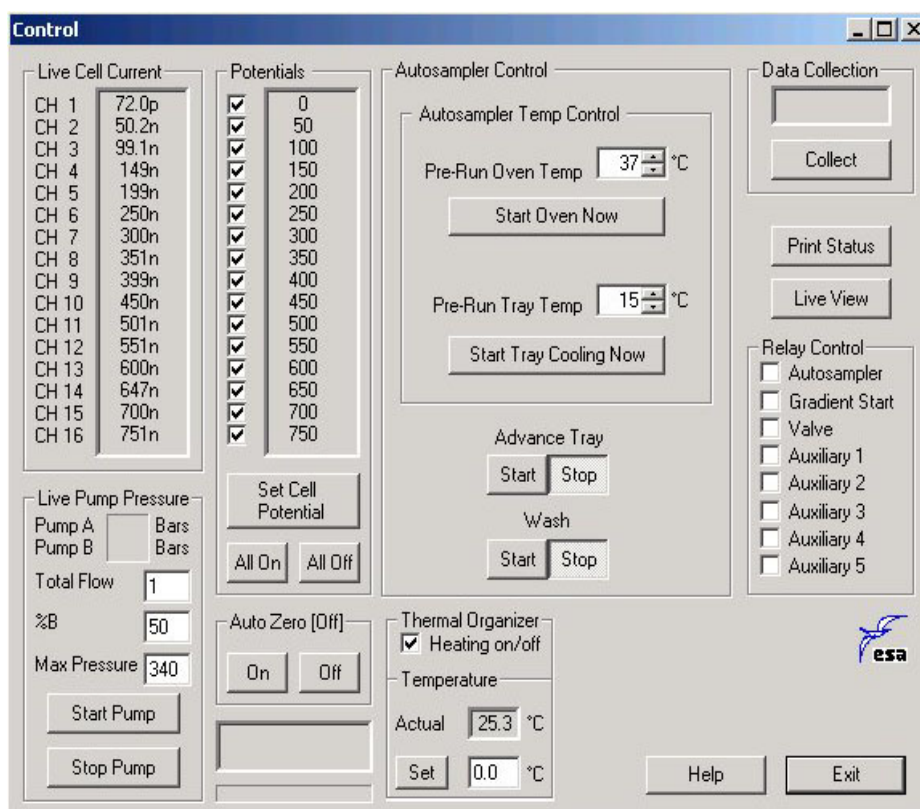 Control
Live Cell Current
CH 1 72.0p
CH 2 50.2n
CH 3 99.1n
CH 4 149n
CH 5 199n
CH 6 250n
CH 7 300n
CH 8 351n
CH 9 399n
CH 10 450n
CH 11 501n
CH 12 551n
CH 13 600n
CH 14 647n
CH 15 700n
CH 16 751n
Potentials
0
50
100
150
200
250
300
350
400
450
500
550
600
650
700
750
Set Cell
Potential
All On All Off
Autosampler Control
Autosampler Temp Control
Pre-Run Oven Temp 37 °C
Start Oven Now
Pre-Run Tray Temp 15 °C
Start Tray Cooling Now
Advance Tray
Start Stop
Wash
Start Stop
Data Collection
Collect
Print Status
Live View
Relay Control
Autosampler
Gradient Start
Valve
Auxiliary 1
Auxiliary 2
Auxiliary 3
Auxiliary 4
Auxiliary 5
Live Pump Pressure
Pump A Bars
Pump B Bars
Total Flow 1
%B 50
Max Pressure 340
Start Pump
Stop Pump
Auto Zero [Off]
On Off
Thermal Organizer
Heating on/off
Temperature
Actual 25.3 °C
Set 0.0 °C
esa
Help Exit